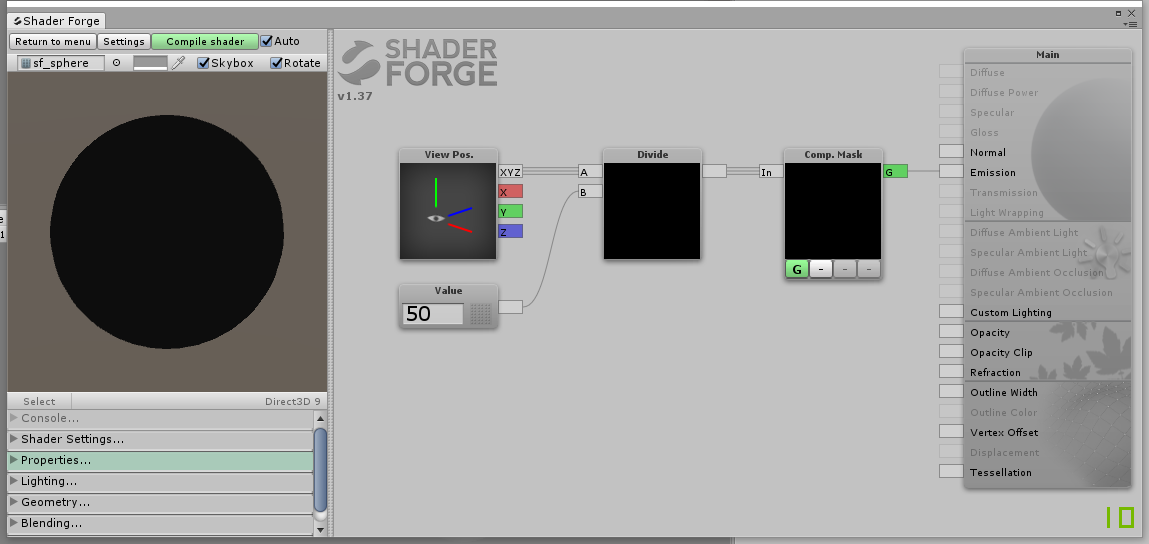 Shader Forge
Return to menu
Settings
Compile shader
Auto
sf_sphere
Skybox
Rotate
SHADER
FORGE
v1.37
View Pos.
XYZ
X
Y
Z
Value
50
Divide
A
B
Comp. Mask
In
G
G - - -
Main
Diffuse
Diffuse Power
Specular
Gloss
Normal
Emission
Transmission
Light Wrapping
Diffuse Ambient Light
Specular Ambient Light
Diffuse Ambient Occlusion
Specular Ambient Occlusion
Custom Lighting
Opacity
Opacity Clip
Refraction
Outline Width
Outline Color
Vertex Offset
Displacement
Tessellation
Select
Direct3D 9
Console...
Shader Settings...
Properties...
Lighting...
Geometry...
Blending...
10
e
1